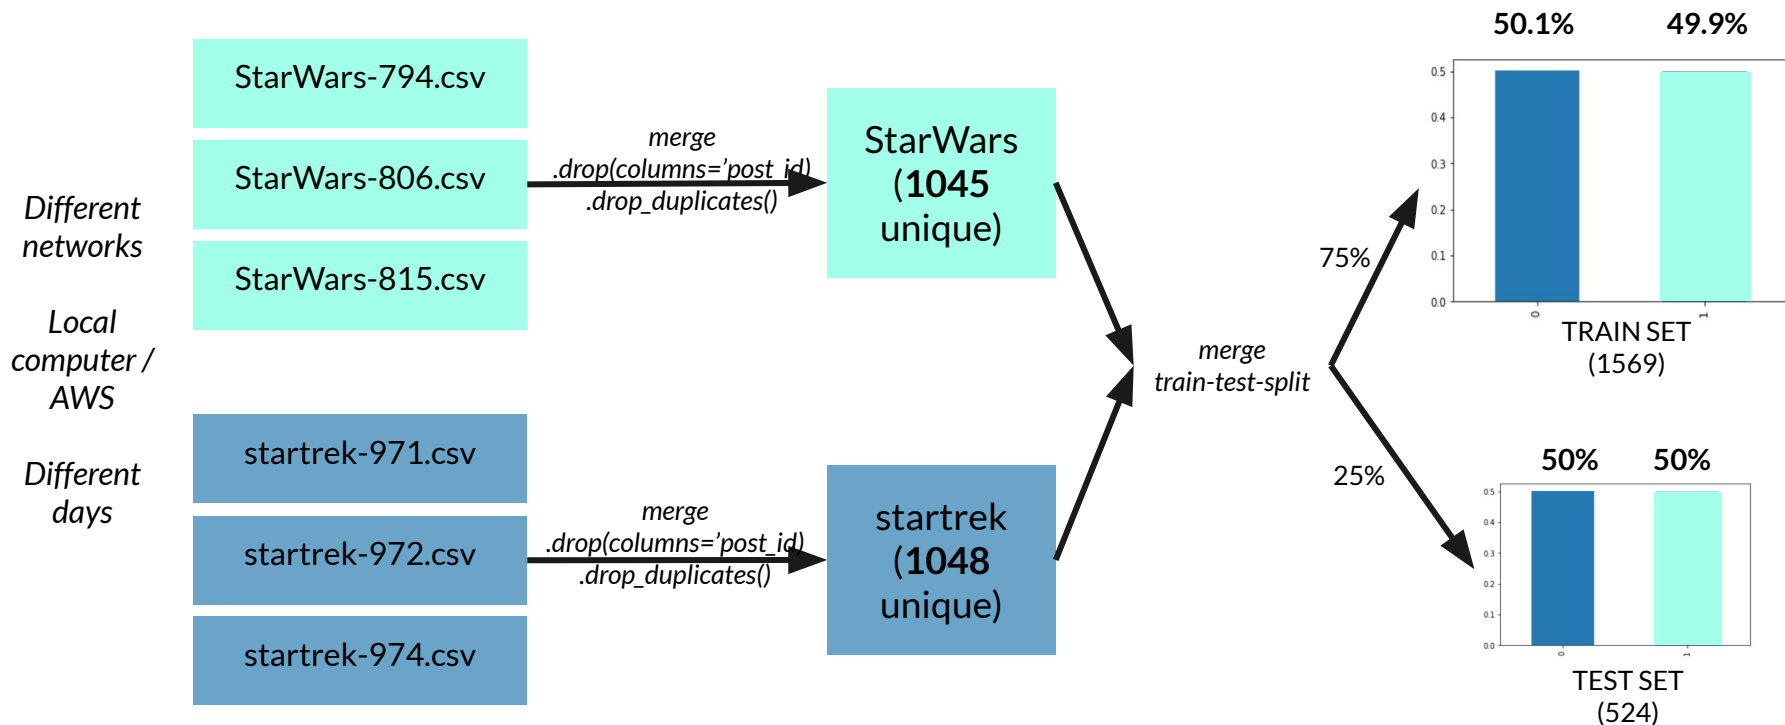 Different
networks
Local
computer /
AWS
Different
days
StarWars-794.csv
StarWars-806.csv
StarWars-815.csv
startrek-971.csv
startrek-972.csv
startrek-974.csv
merge
.drop(columns='post_id)
.drop_duplicates()
merge
.drop(columns='post_id)
.drop_duplicates()
StarWars
(1045
unique)
startrek
(1048
unique)
merge
train-test-split
75%
25%
50.1% 49.9%
0.5
0.4
0.3
0.2
0.1
0.0
0 1
TRAIN SET
(1569)
50% 50%
0.5
0.4
0.3
0.2
0.1
0.0
0 1
TEST SET
(524)